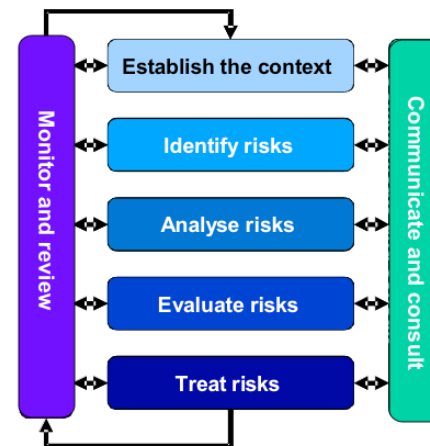 Establish the context
Identify risks
Analyse risks
Evaluate risks
Treat risks
Monitor and review
Communicate and consult